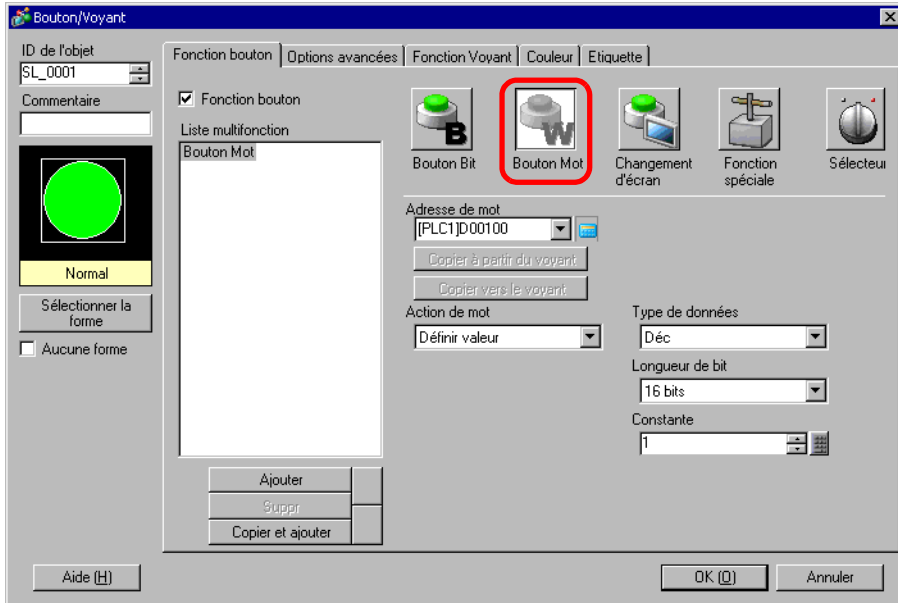 Bouton/Voyant
ID de l'objet
SL_0001
Commentaire
Normal
Sélectionner la
forme
Aucune forme
Fonction bouton
Options avancées
Fonction Voyant
Couleur
Etiquette
Fonction bouton
Liste multifonction
Bouton Mot
Ajouter
Suppr
Copier et ajouter
B
Bouton Bit
W
Bouton Mot
Changement
d'écran
Fonction
spéciale
Sélecteur
Adresse de mot
[PLC1]D00100
Copier à partir du voyant
Copier vers le voyant
Action de mot
Définir valeur
Type de données
Déc
Longueur de bit
16 bits
Constante
1
Aide (H)
OK (O)
Annuler